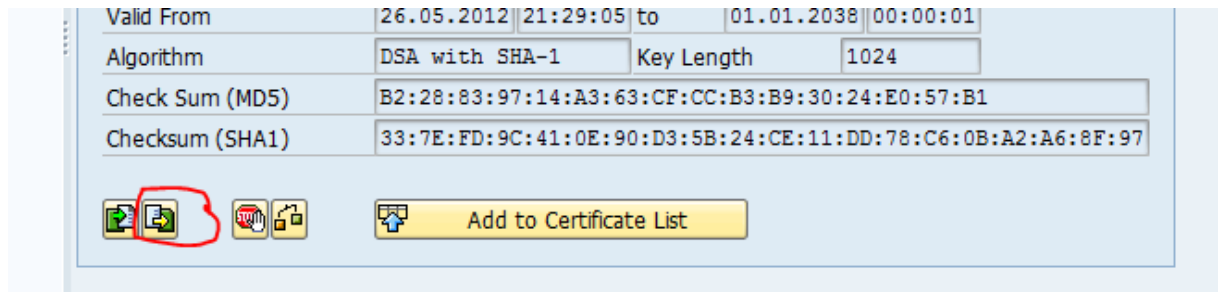 Valid From 26.05.2012 21:29:05 to 01.01.2038 00:00:01
Algorithm DSA with SHA-1 Key Length 1024
Check Sum (MD5) B2:28:83:97:14:A3:63:CF:CC:B3:B9:30:24:E0:57:B1
Checksum (SHA1) 33:7E:FD:9C:41:0E:90:D3:5B:24:CE:11:DD:78:C6:0B:A2:A6:8F:97
STOP Add to Certificate List